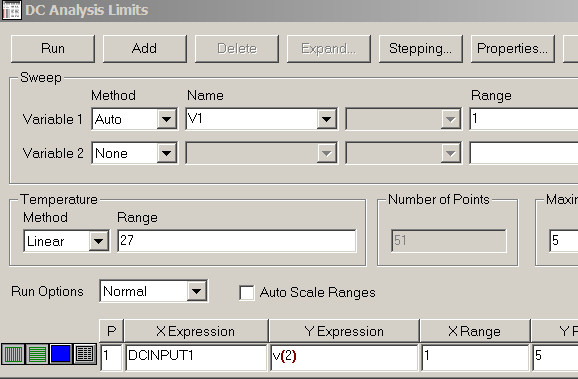 DC Analysis Limits
Run Add Delete Expand... Stepping... Properties...
Sweep
Method Name Range
Variable 1 Auto V1 1
Variable 2 None
Temperature Number of Points
Method Range
Linear 27 51 5
Run Options Normal Auto Scale Ranges
P X Expression Y Expression X Range
1 DCINPUT1 v(2) 1 5